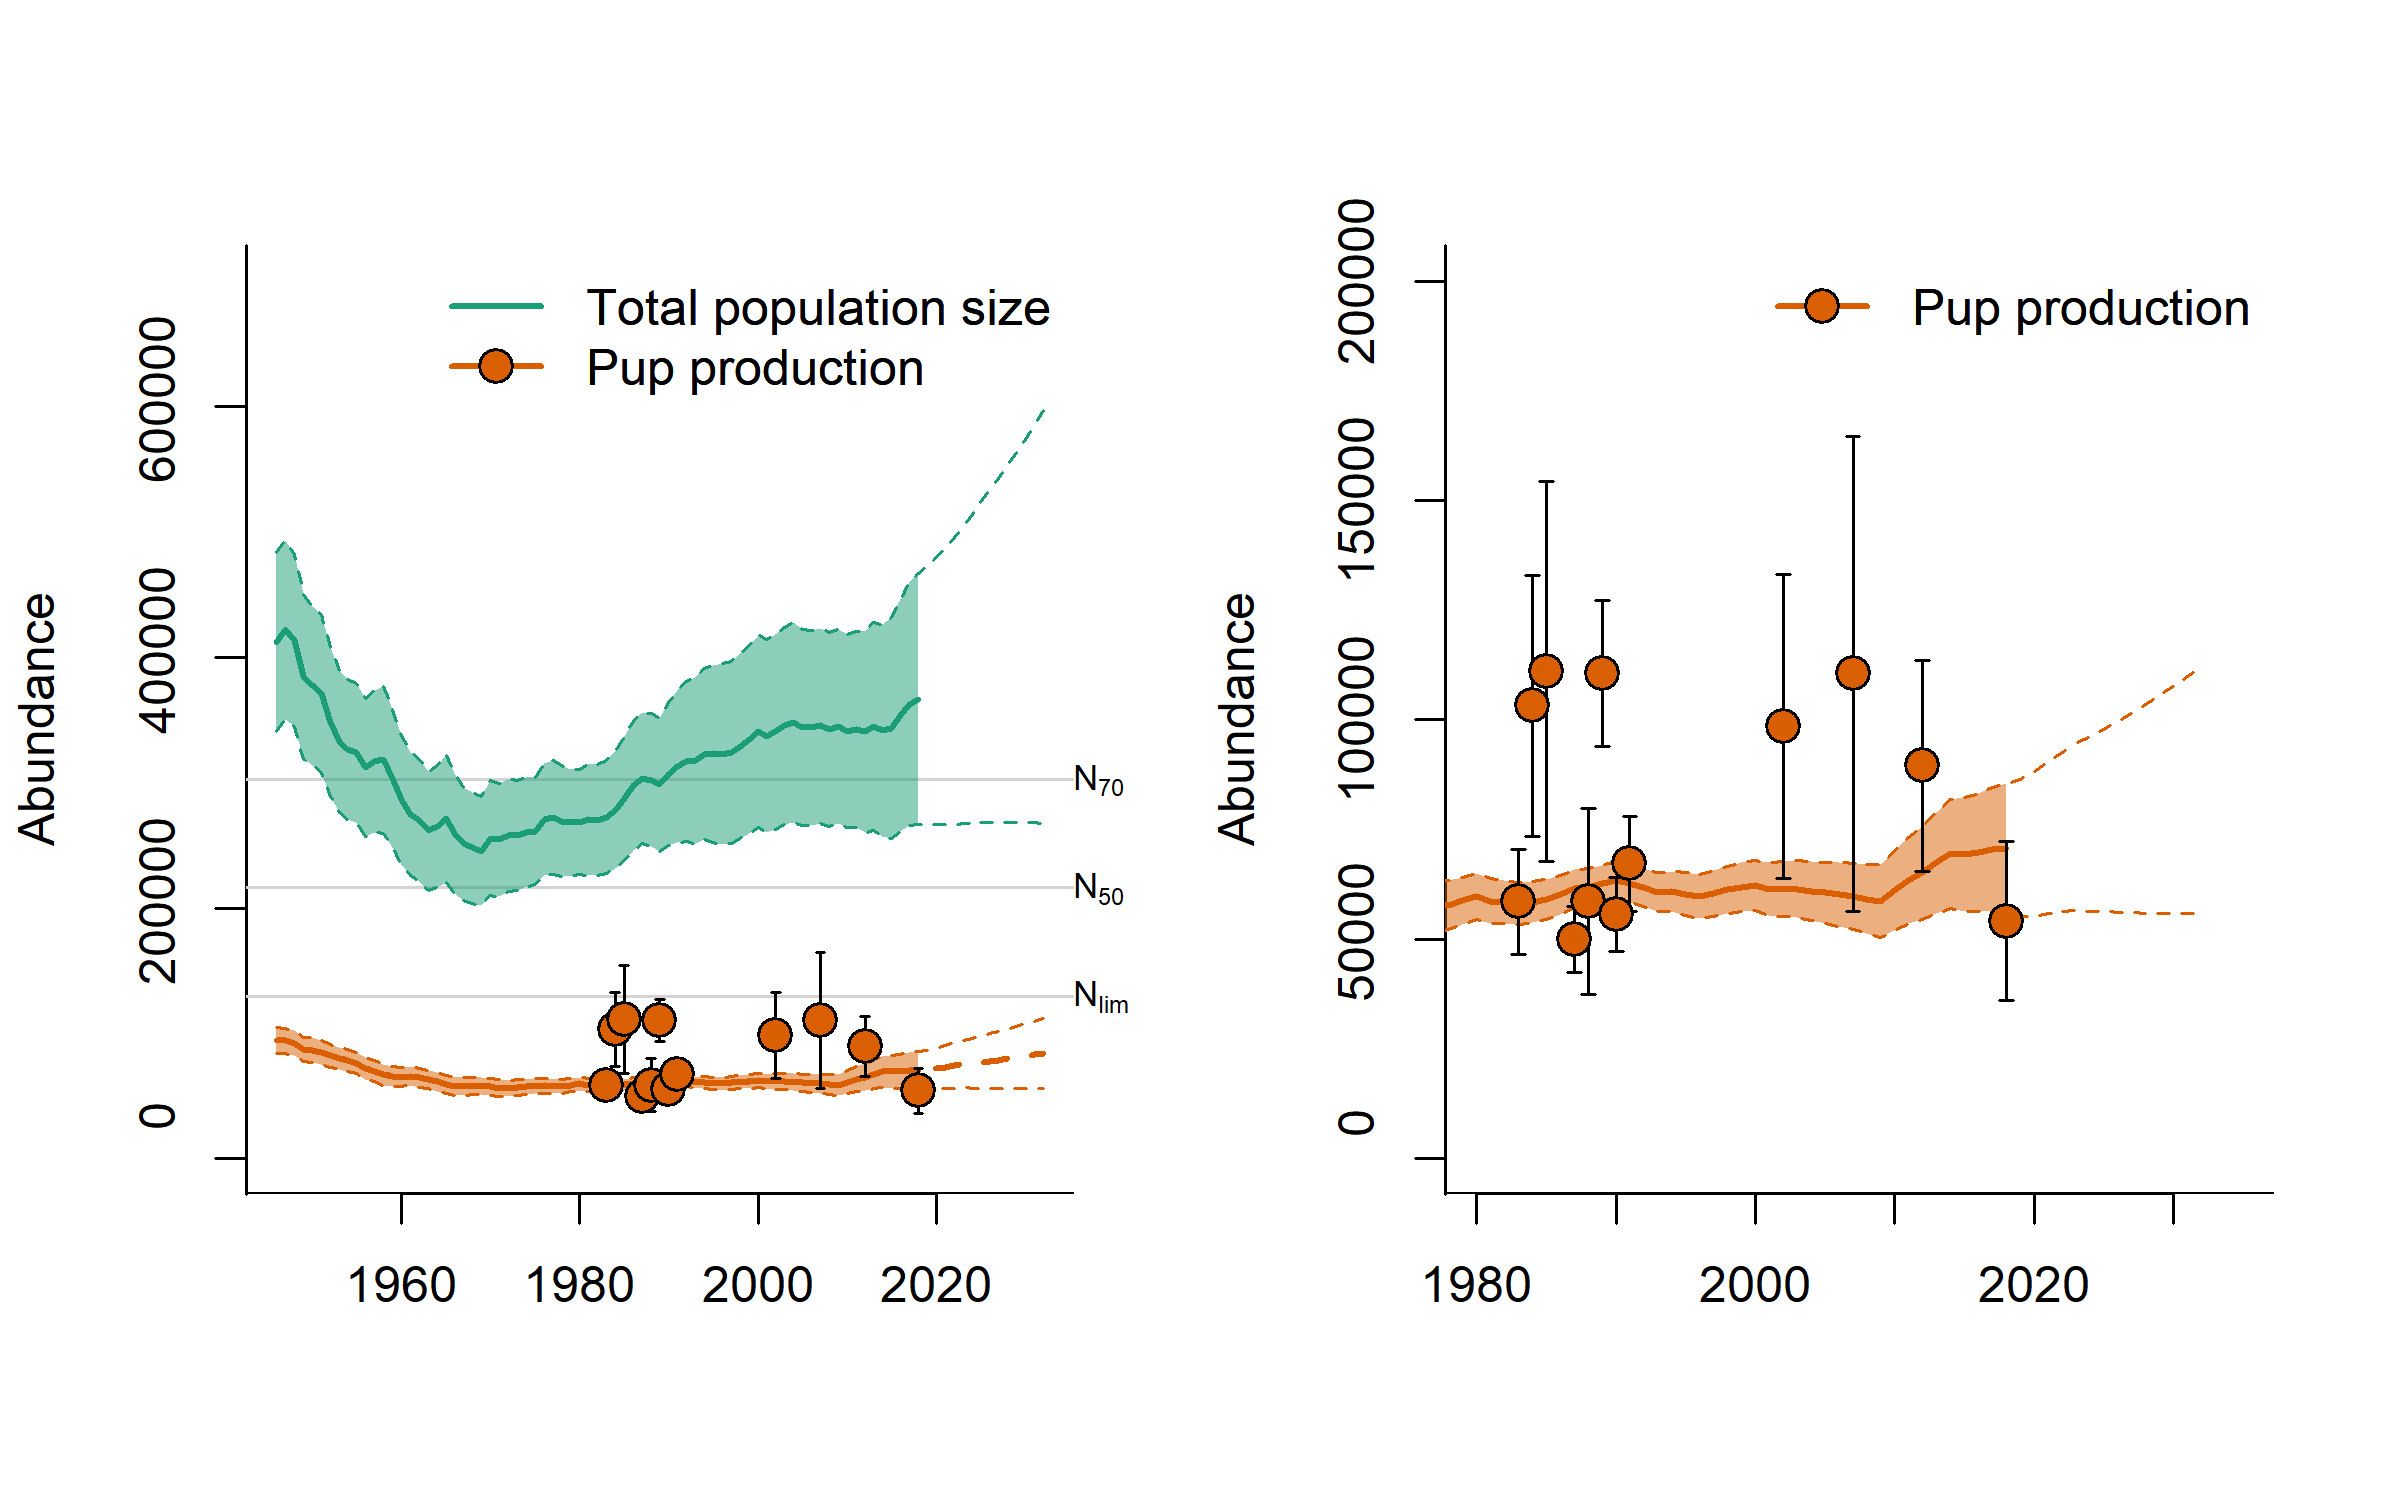 Total population size
Pup production
Abundance
600000
400000
200000
0
N70
N50
Nlim
1960 1980 2000 2020
Pup production
Abundance
200000
150000
100000
50000
0
1980 2000 2020